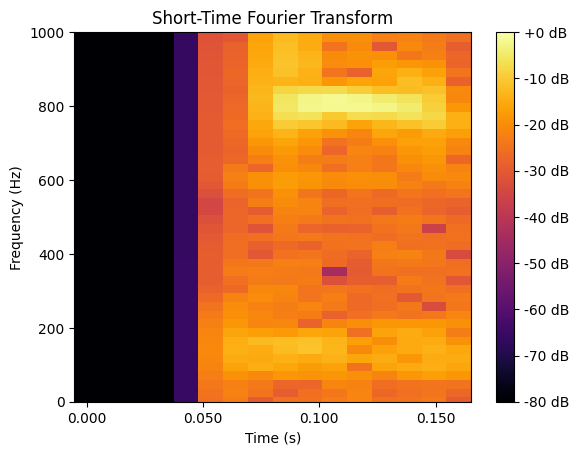 Short-Time Fourier Transform
1000
800
600
400
200
0
Frequency (Hz)
0.000
0.050
0.100
0.150
Time (s)
+0 dB
-10 dB
-20 dB
-30 dB
-40 dB
-50 dB
-60 dB
-70 dB
-80 dB